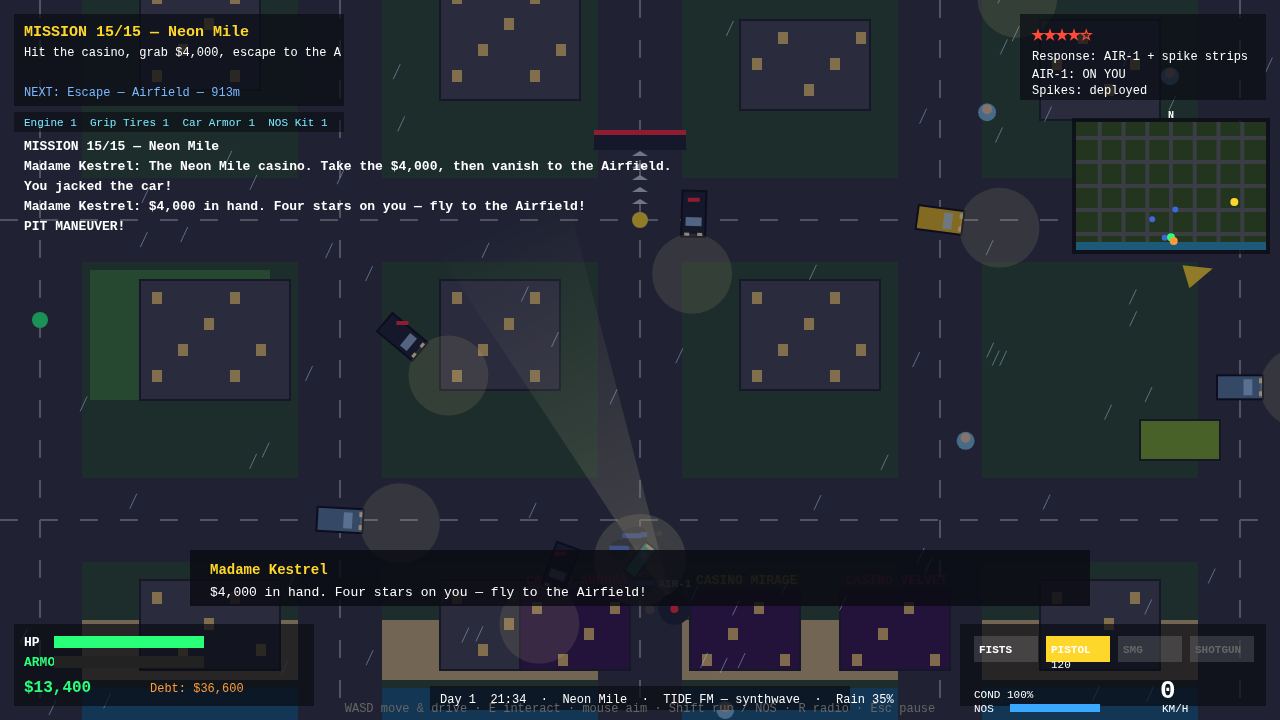 MISSION 15/15 — Neon Mile
Hit the casino, grab $4,000, escape to the A
NEXT: Escape — Airfield — 913m
Engine 1 Grip Tires 1 Car Armor 1 NOS Kit 1
MISSION 15/15 — Neon Mile
Madame Kestrel: The Neon Mile casino. Take the $4,000, then vanish to the Airfield.
You jacked the car!
Madame Kestrel: $4,000 in hand. Four stars on you — fly to the Airfield!
PIT MANEUVER!
★★★★☆
Response: AIR-1 + spike strips
AIR-1: ON YOU
Spikes: deployed
N
AIR-1
CASINO MIRAGE
CASINO VELVET
Madame Kestrel
$4,000 in hand. Four stars on you — fly to the Airfield!
HP
ARMO
$13,400
Debt: $36,600
Day 1 21:34 · Neon Mile · TIDE FM — synthwave · Rain 35%
WASD move & drive · E interact · mouse aim · Shift run / NOS · R radio · Esc pause
FISTS
PISTOL
120
SMG
SHOTGUN
COND 100%
NOS
0
KM/H